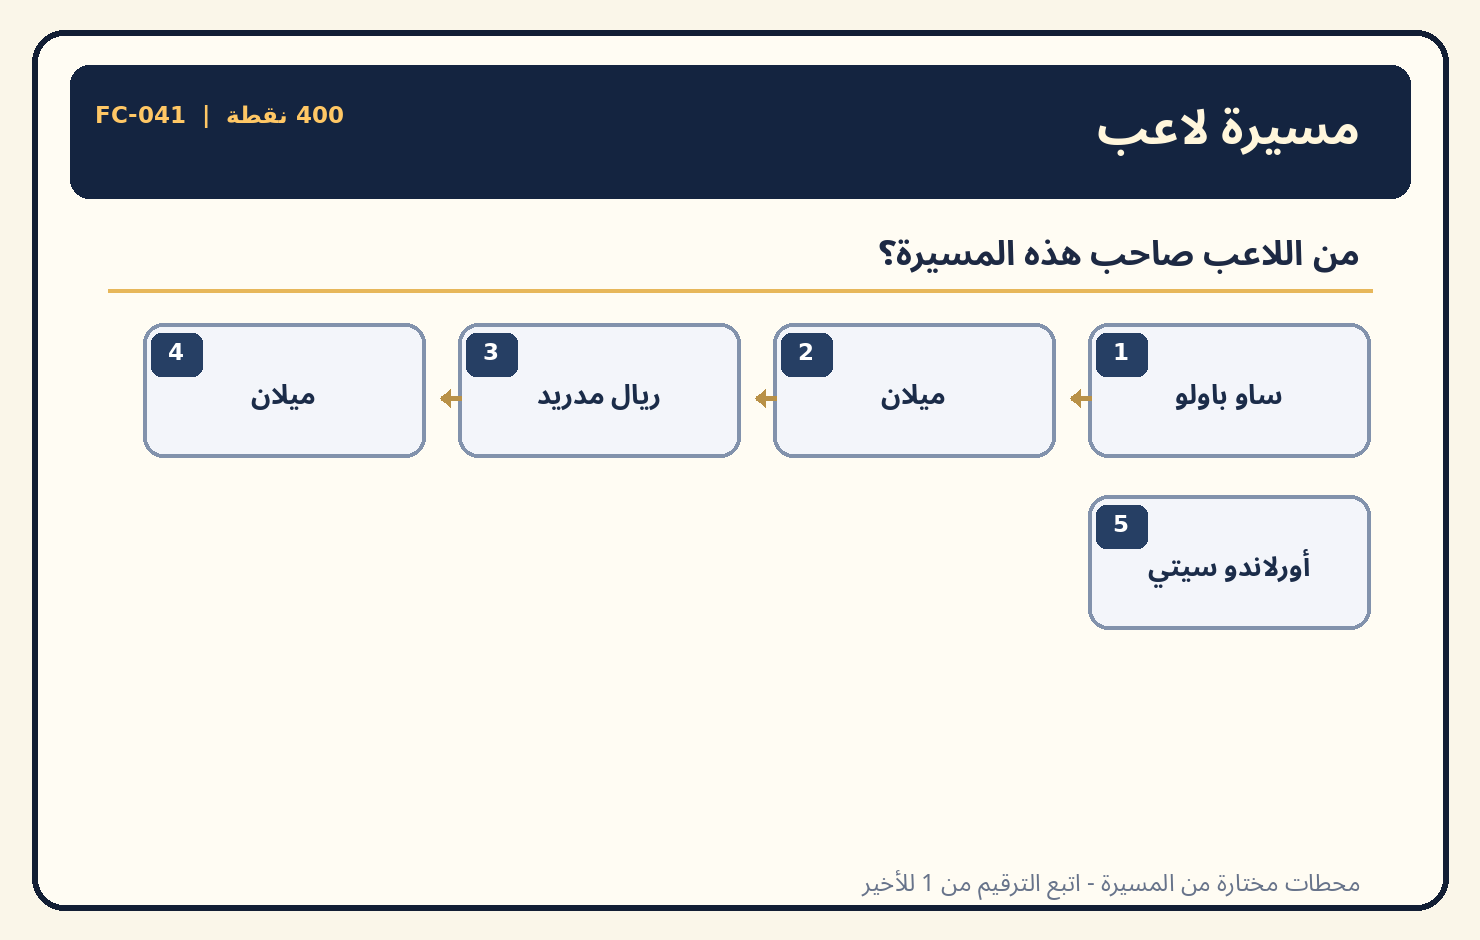 مسيرة لاعب
400 نقطة | FC-041
من اللاعب صاحب هذه المسيرة؟
1
ساو باولو
2
ميلان
3
ريال مدريد
4
ميلان
5
أورلاندو سيتي
محطات مختارة من المسيرة - اتبع الترقيم من 1 للأخير